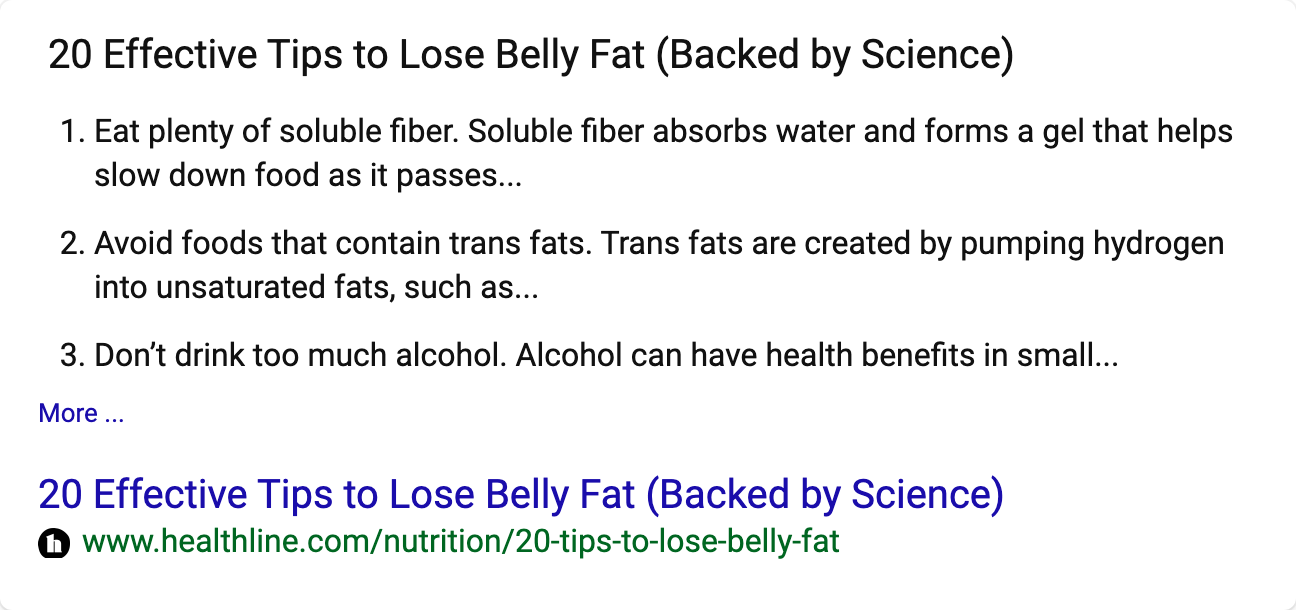 20 Effective Tips to Lose Belly Fat (Backed by Science)
1. Eat plenty of soluble fiber. Soluble fiber absorbs water and forms a gel that helps
slow down food as it passes...
2. Avoid foods that contain trans fats. Trans fats are created by pumping hydrogen
into unsaturated fats, such as...
3. Don’t drink too much alcohol. Alcohol can have health benefits in small...
More ...
20 Effective Tips to Lose Belly Fat (Backed by Science)
h www.healthline.com/nutrition/20-tips-to-lose-belly-fat